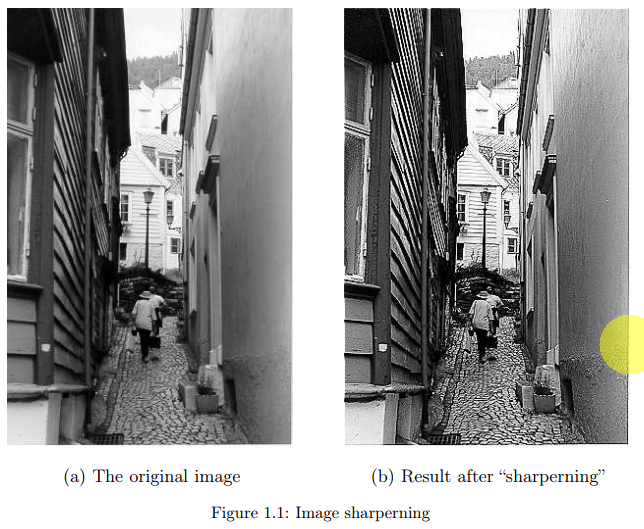 (a) The original image
(b) Result after “sharperning”
Figure 1.1: Image sharperning